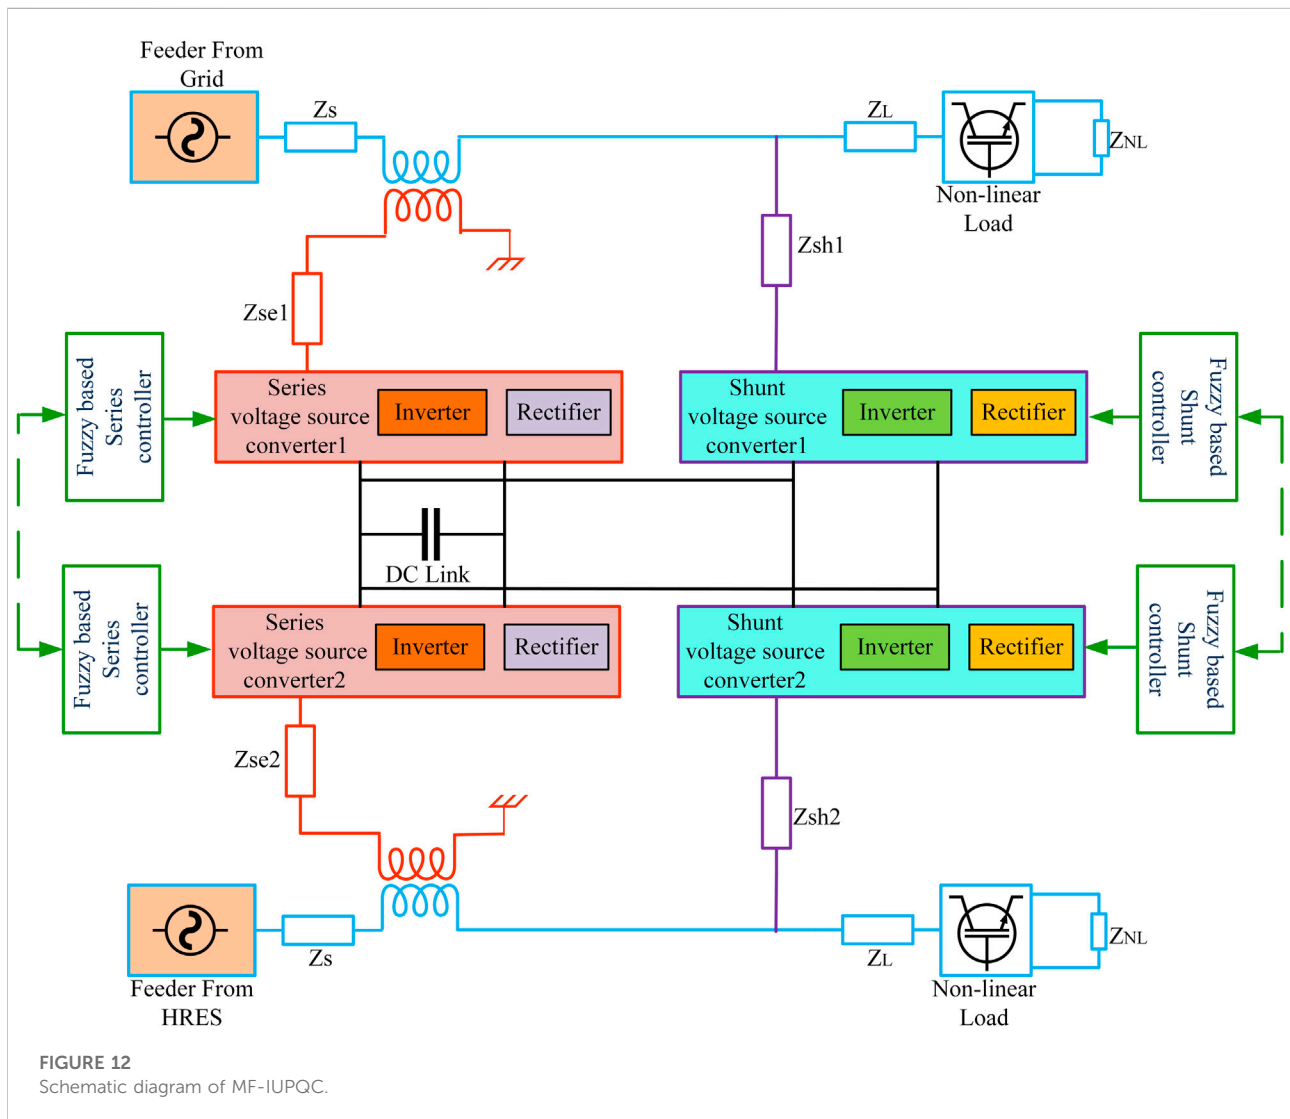 Feeder From
Grid
Zs
ZL
ZNL
Non-linear
Load
Zse1
Zsh1
Fuzzy based
Series
controller
Series
voltage source
converter1
Inverter
Rectifier
Shunt
voltage source
converter1
Inverter
Rectifier
Fuzzy based
Shunt
controller
DC Link
Fuzzy based
Series
controller
Series
voltage source
converter2
Inverter
Rectifier
Shunt
voltage source
converter2
Inverter
Rectifier
Fuzzy based
Shunt
controller
Zse2
Zsh2
Feeder From
HRES
Zs
ZL
ZNL
Non-linear
Load
FIGURE 12
Schematic diagram of MF-IUPQC.